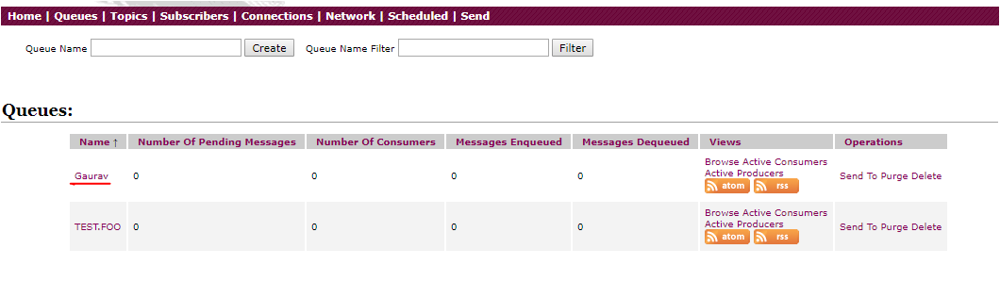 Home | Queues | Topics | Subscribers | Connections | Network | Scheduled | Send
Queue Name Create Queue Name Filter Filter
Queues:
Name ↑ Number Of Pending Messages Number Of Consumers Messages Enqueued Messages Dequeued Views Operations
Gaurav 0 0 0 0 Browse Active Consumers Active Producers atom rss Send To Purge Delete
TEST.FOO 0 0 0 0 Browse Active Consumers Active Producers atom rss Send To Purge Delete